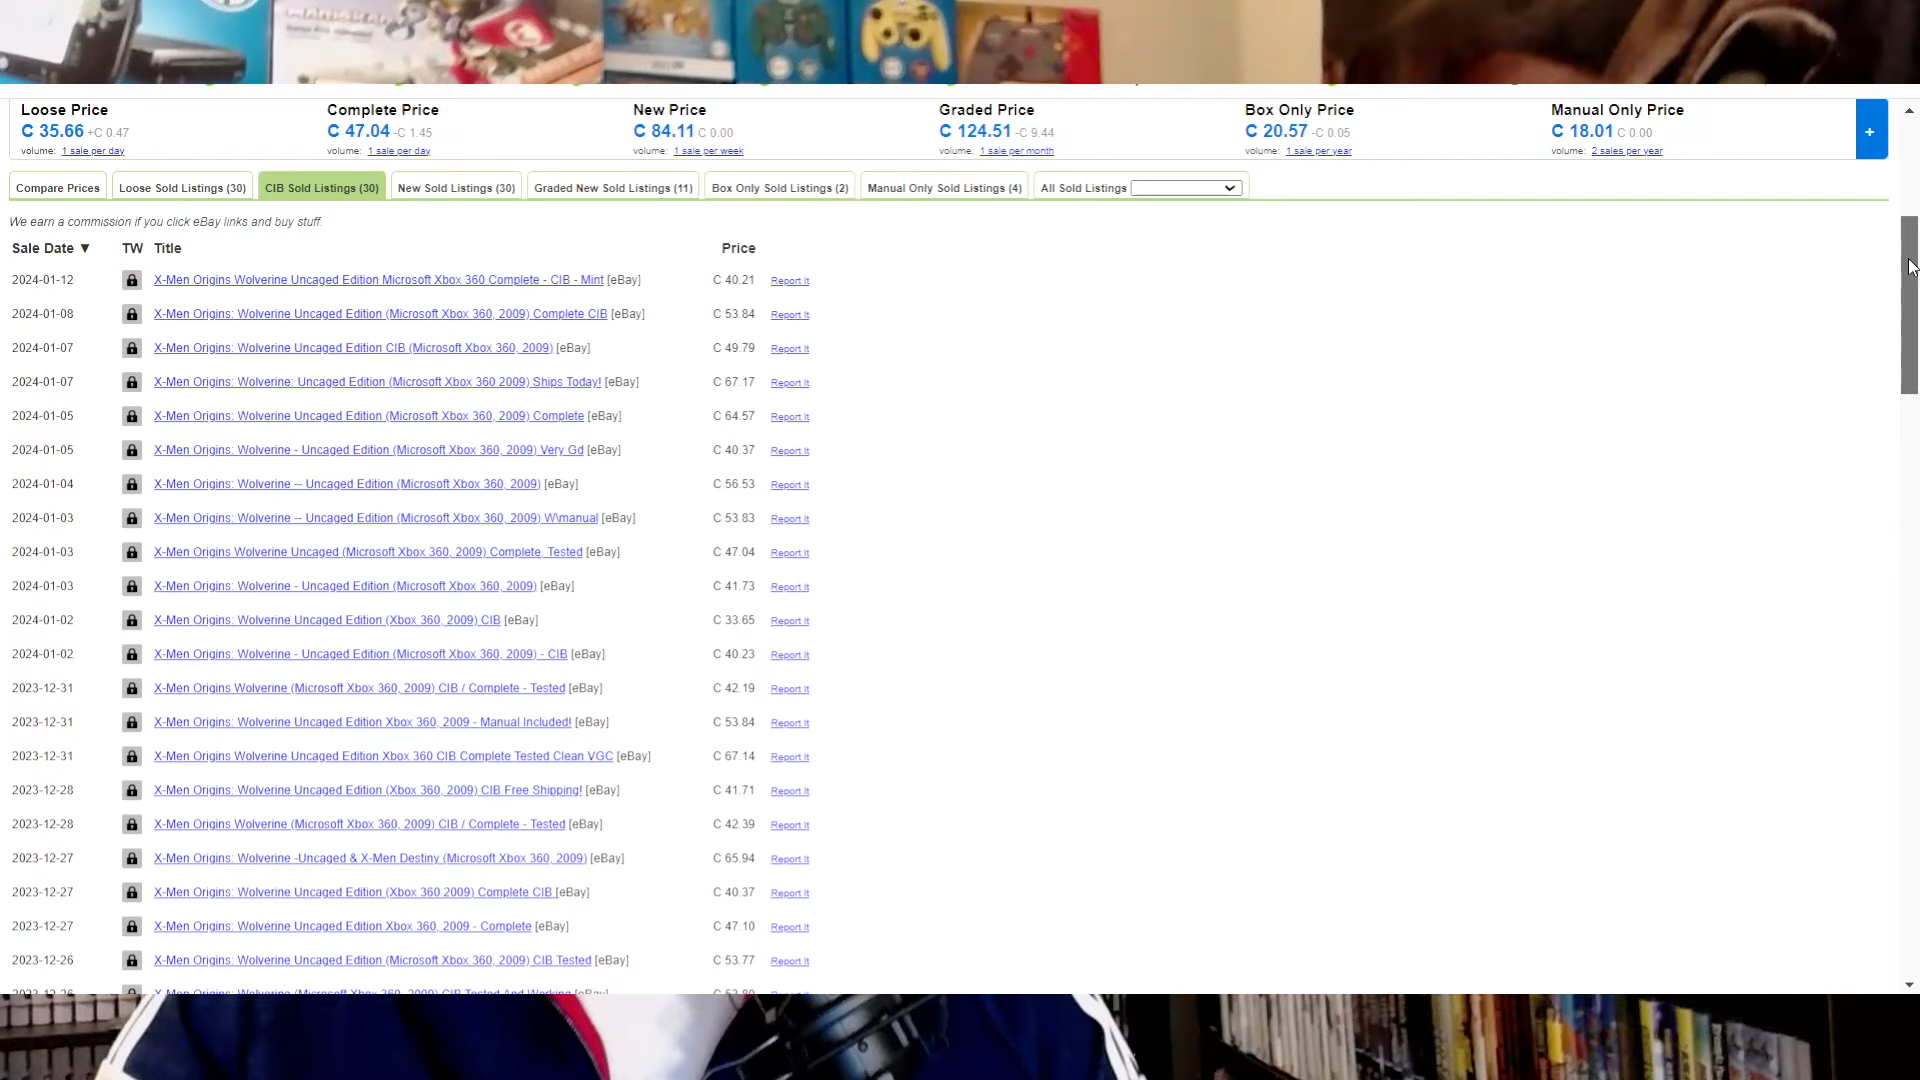 Loose Price Complete Price New Price Graded Price Box Only Price Manual Only Price
C 35.66 +C 0.47 C 47.04 -C 1.45 C 84.11 C 0.00 C 124.51 -C 9.44 C 20.57 -C 0.05 C 18.01 C 0.00 +
volume: 1 sale per day volume: 1 sale per day volume: 1 sale per week volume: 1 sale per month volume: 1 sale per year volume: 2 sales per year
Compare Prices Loose Sold Listings (30) CIB Sold Listings (30) New Sold Listings (30) Graded New Sold Listings (11) Box Only Sold Listings (2) Manual Only Sold Listings (4) All Sold Listings
We earn a commission if you click eBay links and buy stuff.
Sale Date ▼ TW Title Price
2024-01-12 X-Men Origins Wolverine Uncaged Edition Microsoft Xbox 360 Complete - CIB - Mint [eBay] C 40.21 Report It
2024-01-08 X-Men Origins: Wolverine Uncaged Edition (Microsoft Xbox 360, 2009) Complete CIB [eBay] C 53.84 Report It
2024-01-07 X-Men Origins: Wolverine Uncaged Edition CIB (Microsoft Xbox 360, 2009) [eBay] C 49.79 Report It
2024-01-07 X-Men Origins: Wolverine: Uncaged Edition (Microsoft Xbox 360 2009) Ships Today! [eBay] C 67.17 Report It
2024-01-05 X-Men Origins: Wolverine Uncaged Edition (Microsoft Xbox 360, 2009) Complete [eBay] C 64.57 Report It
2024-01-05 X-Men Origins: Wolverine - Uncaged Edition (Microsoft Xbox 360, 2009) Very Gd [eBay] C 40.37 Report It
2024-01-04 X-Men Origins: Wolverine -- Uncaged Edition (Microsoft Xbox 360, 2009) [eBay] C 56.53 Report It
2024-01-03 X-Men Origins: Wolverine -- Uncaged Edition (Microsoft Xbox 360, 2009) W\manual [eBay] C 53.83 Report It
2024-01-03 X-Men Origins Wolverine Uncaged (Microsoft Xbox 360, 2009) Complete, Tested [eBay] C 47.04 Report It
2024-01-03 X-Men Origins: Wolverine - Uncaged Edition (Microsoft Xbox 360, 2009) [eBay] C 41.73 Report It
2024-01-02 X-Men Origins: Wolverine Uncaged Edition (Xbox 360, 2009) CIB [eBay] C 33.65 Report It
2024-01-02 X-Men Origins: Wolverine - Uncaged Edition (Microsoft Xbox 360, 2009) - CIB [eBay] C 40.23 Report It
2023-12-31 X-Men Origins Wolverine (Microsoft Xbox 360, 2009) CIB / Complete - Tested [eBay] C 42.19 Report It
2023-12-31 X-Men Origins: Wolverine Uncaged Edition Xbox 360, 2009 - Manual Included! [eBay] C 53.84 Report It
2023-12-31 X-Men Origins Wolverine Uncaged Edition Xbox 360 CIB Complete Tested Clean VGC [eBay] C 67.14 Report It
2023-12-28 X-Men Origins: Wolverine Uncaged Edition (Xbox 360, 2009) CIB Free Shipping! [eBay] C 41.71 Report It
2023-12-28 X-Men Origins Wolverine (Microsoft Xbox 360, 2009) CIB / Complete - Tested [eBay] C 42.39 Report It
2023-12-27 X-Men Origins: Wolverine -Uncaged & X-Men Destiny (Microsoft Xbox 360, 2009) [eBay] C 65.94 Report It
2023-12-27 X-Men Origins: Wolverine Uncaged Edition (Xbox 360 2009) Complete CIB [eBay] C 40.37 Report It
2023-12-27 X-Men Origins: Wolverine Uncaged Edition Xbox 360, 2009 - Complete [eBay] C 47.10 Report It
2023-12-26 X-Men Origins: Wolverine Uncaged Edition (Microsoft Xbox 360, 2009) CIB Tested [eBay] C 53.77 Report It
2023-12-26 X-Men Origins: Wolverine (Microsoft Xbox 360, 2009) CIB Tested And Working [eBay]